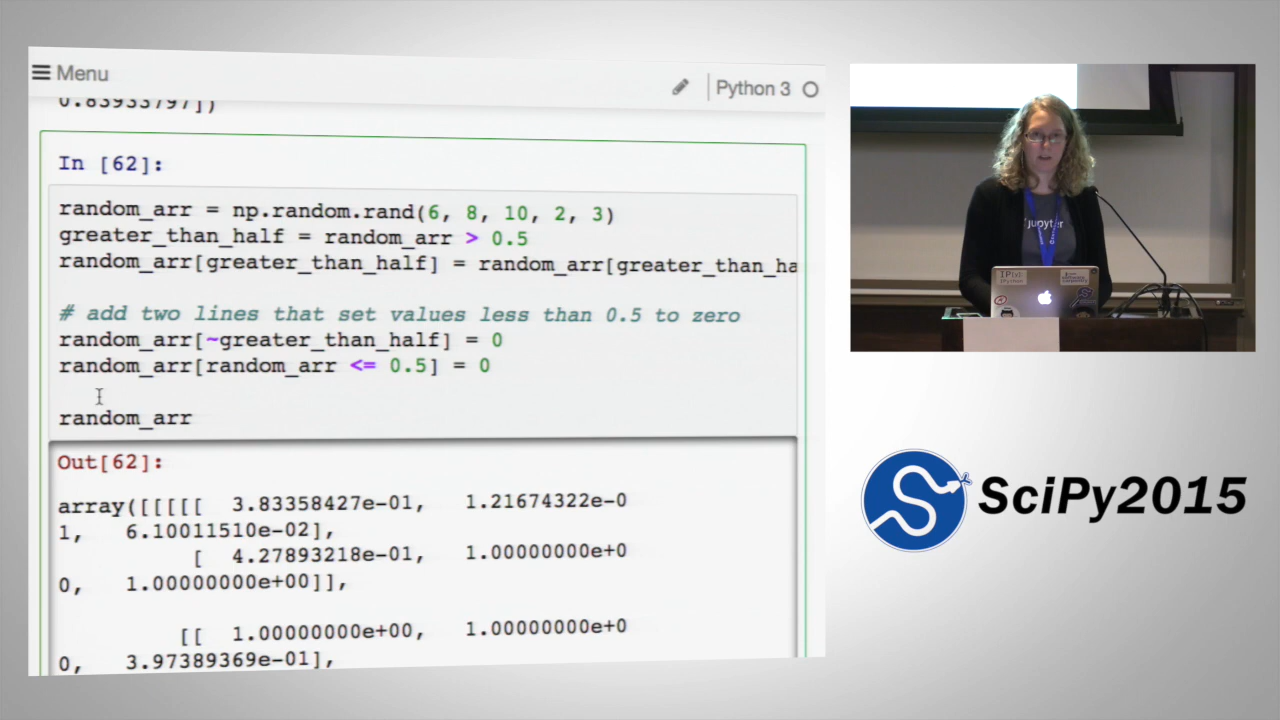 Menu
Python 3
0.83933797])
In [62]:
random_arr = np.random.rand(6, 8, 10, 2, 3)
greater_than_half = random_arr > 0.5
random_arr[greater_than_half] = random_arr[greater_than_ha
# add two lines that set values less than 0.5 to zero
random_arr[~greater_than_half] = 0
random_arr[random_arr <= 0.5] = 0
random_arr
Out[62]:
array([[[[[ 3.83358427e-01, 1.21674322e-0
1, 6.10011510e-02],
[ 4.27893218e-01, 1.00000000e+0
0, 1.00000000e+00]],
[[ 1.00000000e+00, 1.00000000e+0
0, 3.97389369e-01],
jupyter
IP[y]:
IPython
SciPy2015